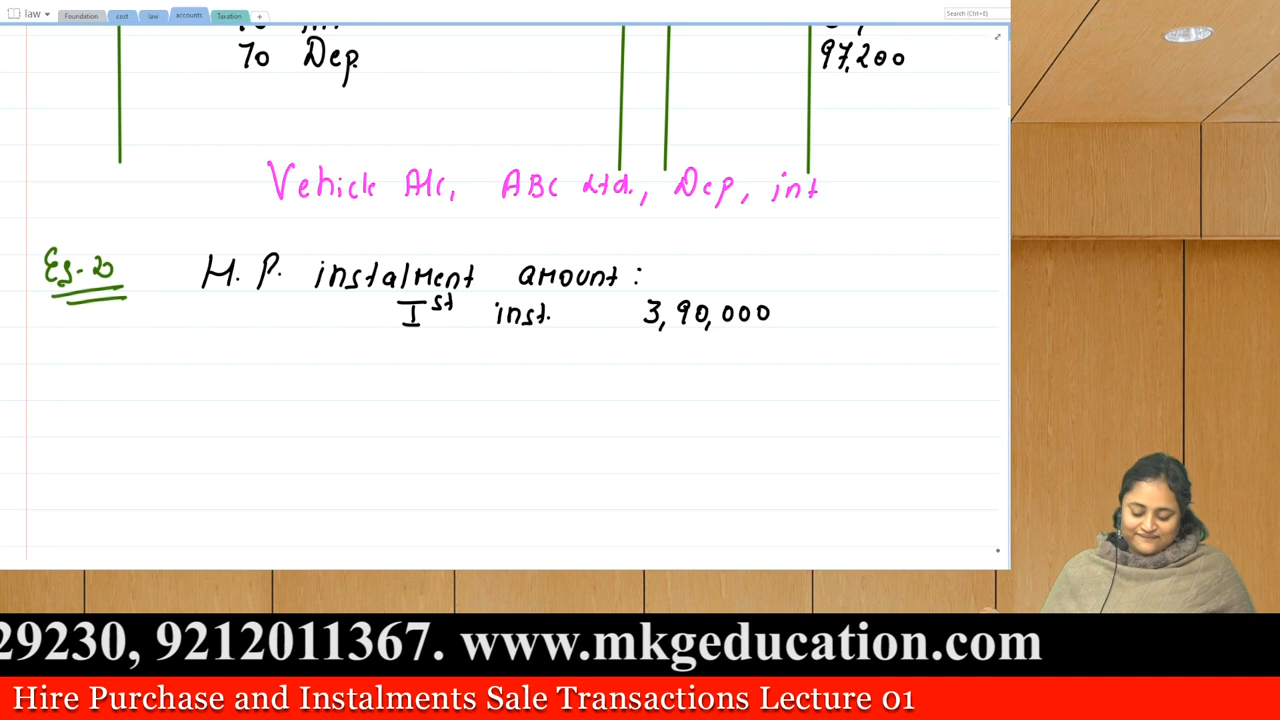 law
Foundation
cost
law
accounts
Taxation
+
Search (Ctrl+E)
70 Dep.
97,200
Vehicle A/c, ABC Ltd., Dep, int
Eg-20
H. P. instalment amount :
Ist inst. 3,90,000
29230, 9212011367. www.mkgeducation.com
Hire Purchase and Instalments Sale Transactions Lecture 01